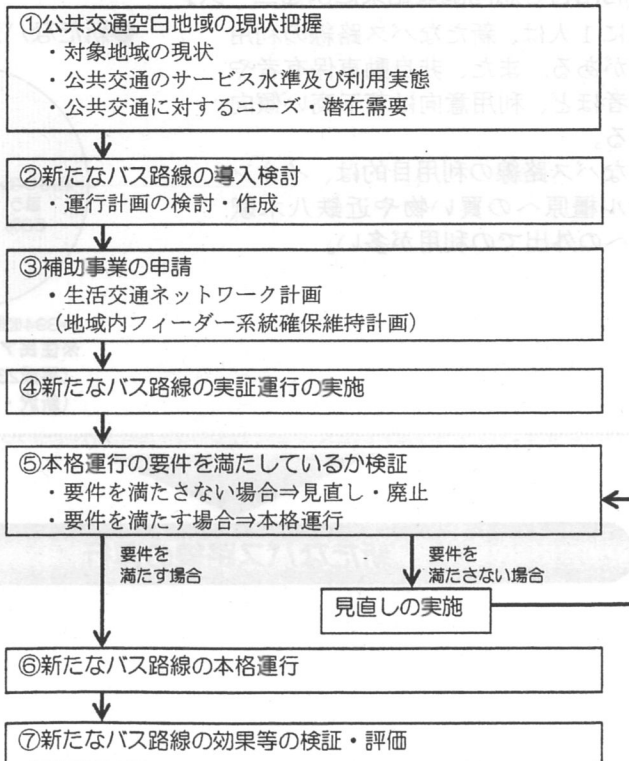 ①公共交通空白地域の現状把握
・対象地域の現状
・公共交通のサービス水準及び利用実態
・公共交通に対するニーズ・潜在需要
②新たなバス路線の導入検討
・運行計画の検討・作成
③補助事業の申請
・生活交通ネットワーク計画
（地域内フィーダー系統確保維持計画）
④新たなバス路線の実証運行の実施
⑤本格運行の要件を満たしているか検証
・要件を満たさない場合⇒見直し・廃止
・要件を満たす場合⇒本格運行
要件を
満たす場合
要件を
満たさない場合
見直しの実施
⑥新たなバス路線の本格運行
⑦新たなバス路線の効果等の検証・評価